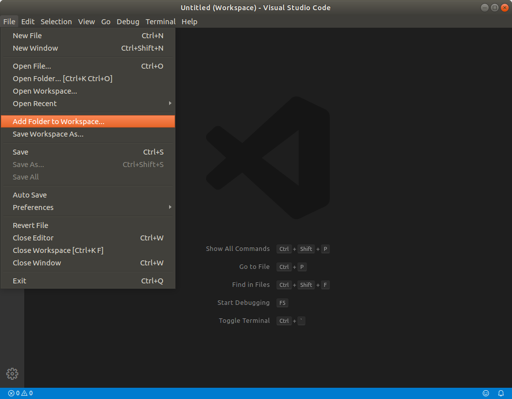 Untitled (Workspace) - Visual Studio Code
File Edit Selection View Go Debug Terminal Help
New File Ctrl+N
New Window Ctrl+Shift+N
Open File... Ctrl+O
Open Folder... [Ctrl+K Ctrl+O]
Open Workspace...
Open Recent
Add Folder to Workspace...
Save Workspace As...
Save Ctrl+S
Save As... Ctrl+Shift+S
Save All
Auto Save
Preferences
Revert File
Close Editor Ctrl+W
Close Workspace [Ctrl+K F]
Close Window Ctrl+W
Exit Ctrl+Q
Show All Commands Ctrl + Shift + P
Go to File Ctrl + P
Find in Files Ctrl + Shift + F
Start Debugging F5
Toggle Terminal Ctrl + `
0 0